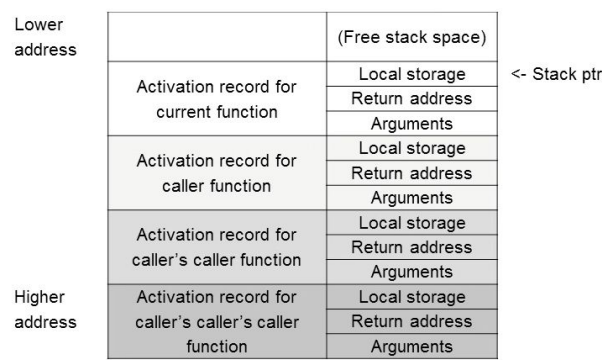 Lower
address
(Free stack space)
Activation record for
current function
Local storage
<- Stack ptr
Return address
Arguments
Activation record for
caller function
Local storage
Return address
Arguments
Activation record for
caller's caller function
Local storage
Return address
Arguments
Higher
address
Activation record for
caller's caller's caller
function
Local storage
Return address
Arguments